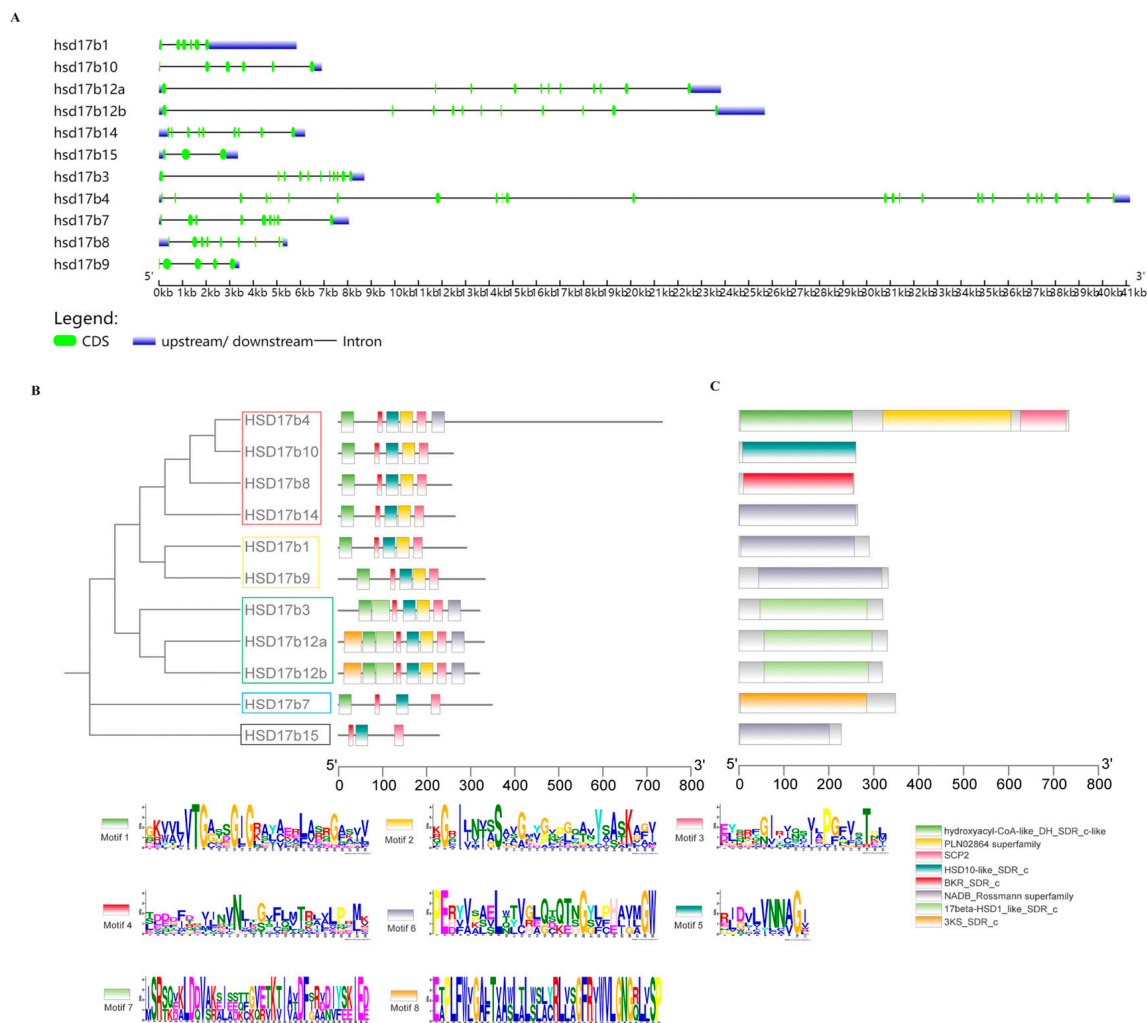 A
hsd17b1
hsd17b10
hsd17b12a
hsd17b12b
hsd17b14
hsd17b15
hsd17b3
hsd17b4
hsd17b7
hsd17b8
hsd17b9
5' 3'
0kb 1kb 2kb 3kb 4kb 5kb 6kb 7kb 8kb 9kb 10kb 11kb 12kb 13kb 14kb 15kb 16kb 17kb 18kb 19kb 20kb 21kb 22kb 23kb 24kb 25kb 26kb 27kb 28kb 29kb 30kb 31kb 32kb 33kb 34kb 35kb 36kb 37kb 38kb 39kb 40kb 41kb
Legend:
CDS upstream/ downstream Intron
B
HSD17b4
HSD17b10
HSD17b8
HSD17b14
HSD17b1
HSD17b9
HSD17b3
HSD17b12a
HSD17b12b
HSD17b7
HSD17b15
5' 3'
0 100 200 300 400 500 600 700 800
C
5' 3'
0 100 200 300 400 500 600 700 800
Motif 1
Motif 2
Motif 3
Motif 4
Motif 6
Motif 5
Motif 7
Motif 8
hydroxyacyl-CoA-like_DH_SDR_c-like
PLN02864 superfamily
SCP2
HSD10-like_SDR_c
BKR_SDR_c
NADB_Rossmann superfamily
17beta-HSD1_like_SDR_c
3KS_SDR_c